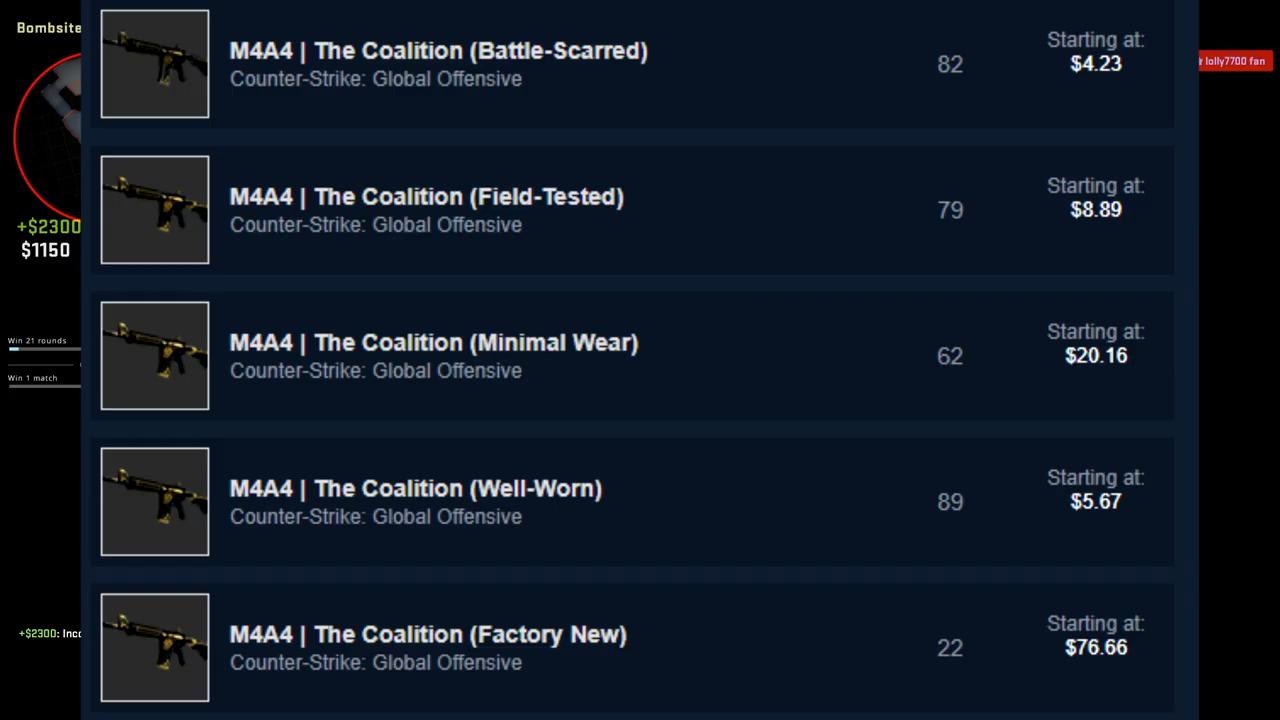 Bombsite
+$2300
$1150
Win 21 rounds
Win 1 match
+$2300: Inco
M4A4 | The Coalition (Battle-Scarred)
Counter-Strike: Global Offensive
82
Starting at:
$4.23
M4A4 | The Coalition (Field-Tested)
Counter-Strike: Global Offensive
79
Starting at:
$8.89
M4A4 | The Coalition (Minimal Wear)
Counter-Strike: Global Offensive
62
Starting at:
$20.16
M4A4 | The Coalition (Well-Worn)
Counter-Strike: Global Offensive
89
Starting at:
$5.67
M4A4 | The Coalition (Factory New)
Counter-Strike: Global Offensive
22
Starting at:
$76.66
lolly7700 fan